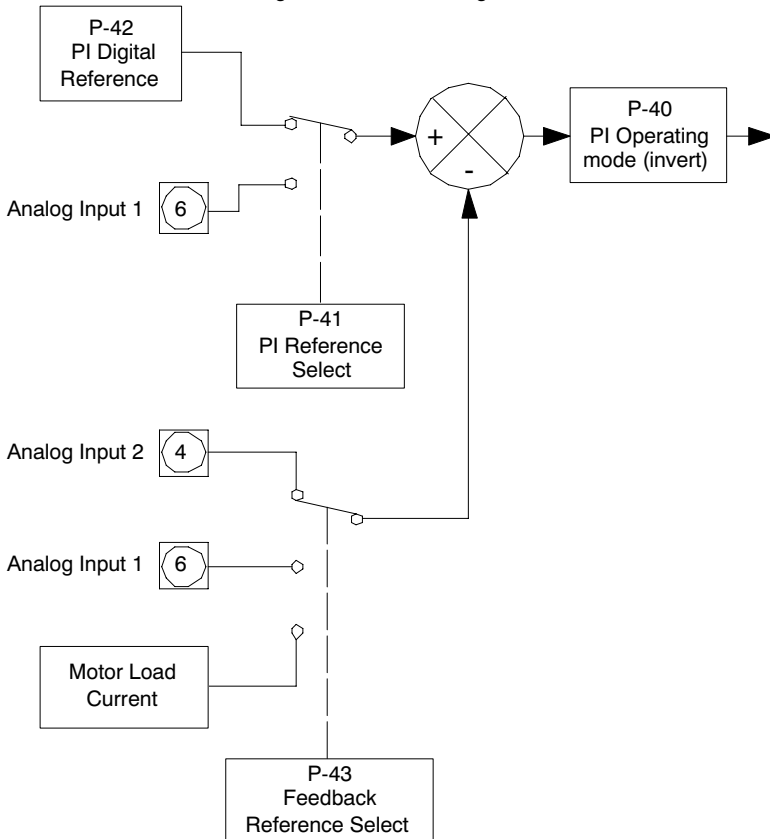 P-42
PI Digital
Reference
P-40
PI Operating
mode (invert)
+
-
Analog Input 1
6
P-41
PI Reference
Select
Analog Input 2
4
Analog Input 1
6
Motor Load
Current
P-43
Feedback
Reference Select